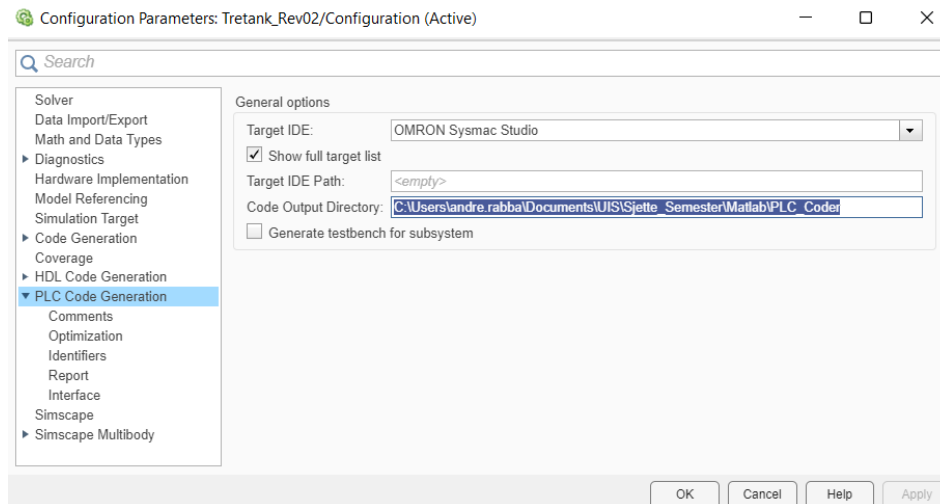 Configuration Parameters: Tretank_Rev02/Configuration (Active)
Search
Solver
Data Import/Export
Math and Data Types
Diagnostics
Hardware Implementation
Model Referencing
Simulation Target
Code Generation
Coverage
HDL Code Generation
PLC Code Generation
Comments
Optimization
Identifiers
Report
Interface
Simscape
Simscape Multibody
General options
Target IDE: OMRON Sysmac Studio
Show full target list
Target IDE Path: <empty>
Code Output Directory: C:\Users\andre.rabba\Documents\UIS\Sjette_Semester\Matlab\PLC_Coder
Generate testbench for subsystem
OK Cancel Help Apply